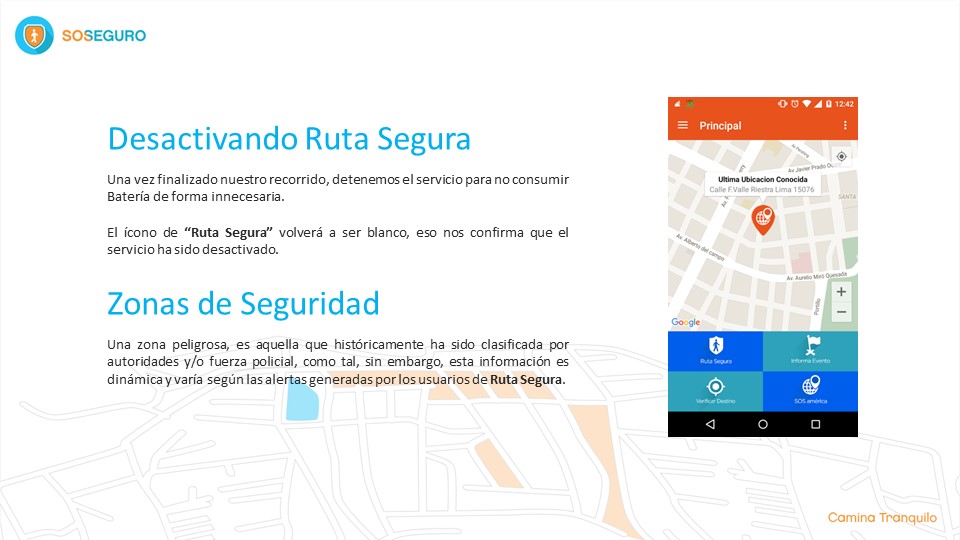 SOSEGURO
Desactivando Ruta Segura
Una vez finalizado nuestro recorrido, detenemos el servicio para no consumir
Batería de forma innecesaria.
El ícono de “Ruta Segura” volverá a ser blanco, eso nos confirma que el
servicio ha sido desactivado.
Zonas de Seguridad
Una zona peligrosa, es aquella que históricamente ha sido clasificada por
autoridades y/o fuerza policial, como tal, sin embargo, esta información es
dinámica y varía según las alertas generadas por los usuarios de Ruta Segura.
12:42
Principal
Av. Javier Prado O
Ultima Ubicacion Conocida
Calle F.Valle Riestra Lima 15076
SANTA
Av. Alberto del campo
Av. Aurelio Miró Quesada
Portillo
+
−
Google
Ruta Segura
Informa Evento
Verificar Destino
SOS américa
Camina Tranquilo